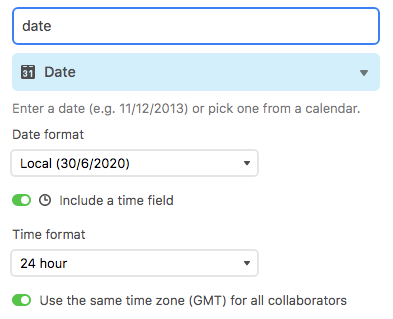 date
31 Date
Enter a date (e.g. 11/12/2013) or pick one from a calendar.
Date format
Local (30/6/2020)
Include a time field
Time format
24 hour
Use the same time zone (GMT) for all collaborators